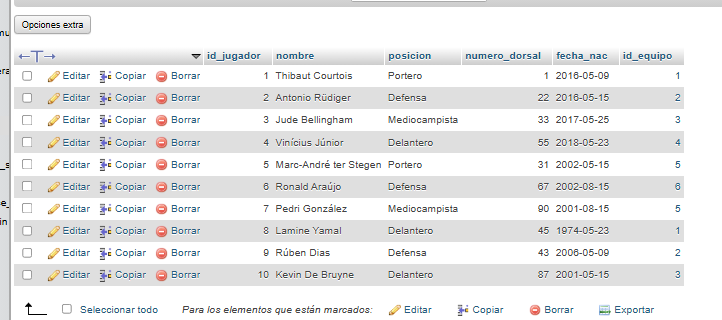 Opciones extra
id_jugador nombre posicion numero_dorsal fecha_nac id_equipo
Editar Copiar Borrar 1 Thibaut Courtois Portero 1 2016-05-09 1
Editar Copiar Borrar 2 Antonio Rüdiger Defensa 22 2016-05-15 2
Editar Copiar Borrar 3 Jude Bellingham Mediocampista 33 2017-05-25 3
Editar Copiar Borrar 4 Vinícius Júnior Delantero 55 2018-05-23 4
Editar Copiar Borrar 5 Marc-André ter Stegen Portero 31 2002-05-15 5
Editar Copiar Borrar 6 Ronald Araújo Defensa 67 2002-08-15 6
Editar Copiar Borrar 7 Pedri González Mediocampista 90 2001-08-15 5
Editar Copiar Borrar 8 Lamine Yamal Delantero 45 1974-05-23 1
Editar Copiar Borrar 9 Rúben Dias Defensa 43 2006-05-09 2
Editar Copiar Borrar 10 Kevin De Bruyne Delantero 87 2001-05-15 3
Seleccionar todo Para los elementos que están marcados: Editar Copiar Borrar Exportar